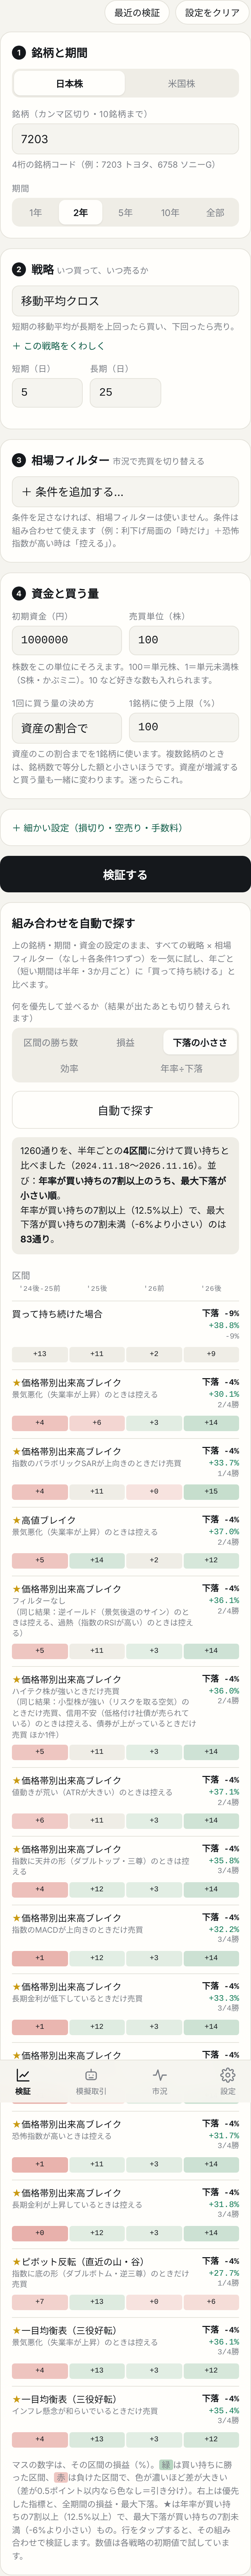 最近の検証
設定をクリア
1 銘柄と期間
日本株
米国株
銘柄（カンマ区切り・10銘柄まで）
7203
4桁の銘柄コード（例：7203 トヨタ、6758 ソニーG）
期間
1年
2年
5年
10年
全部
2 戦略 いつ買って、いつ売るか
移動平均クロス
短期の移動平均が長期を上回ったら買い、下回ったら売り。
＋ この戦略をくわしく
短期（日）
長期（日）
5
25
3 相場フィルター 市況で売買を切り替える
＋ 条件を追加する…
条件を足さなければ、相場フィルターは使いません。条件は
組み合わせて使えます（例：利下げ局面の「時だけ」＋恐怖
指数が高い時は「控える」）。
4 資金と買う量
初期資金（円）
売買単位（株）
1000000
100
株数をこの単位にそろえます。100＝単元株、1＝単元未満株
（S株・かぶミニ）。10 など好きな数も入れられます。
1回に買う量の決め方
1銘柄に使う上限（%）
資産の割合で
100
資産のこの割合までを1銘柄に使います。複数銘柄のとき
は、銘柄数で等分した額と小さいほうです。資産が増減する
と買う量も一緒に変わります。迷ったらこれ。
＋ 細かい設定（損切り・空売り・手数料）
検証する
組み合わせを自動で探す
上の銘柄・期間・資金の設定のまま、すべての戦略 × 相場
フィルター（なし＋各条件1つずつ）を一気に試し、年ごと
（短い期間は半年・3か月ごと）に「買って持ち続ける」と
比べます。
何を優先して並べるか（結果が出たあとも切り替えられ
ます）
区間の勝ち数
損益
下落の小ささ
効率
年率÷下落
自動で探す
1260通りを、半年ごとの4区間に分けて買い持ちと
比べました（2024.11.18〜2026.11.16）。並
び：年率が買い持ちの7割以上のうち、最大下落が
小さい順。
年率が買い持ちの7割以上（12.5%以上）で、最大
下落が買い持ちの7割未満（-6%より小さい）のは
83通り。
区間
'24後-25前
'25後
'26前
'26後
買って持ち続けた場合
下落 -9%
+38.8%
-9%
+13
+11
+2
+9
★価格帯別出来高ブレイク
下落 -4%
景気悪化（失業率が上昇）のときは控える
+30.1%
2/4勝
+4
+6
+3
+14
★価格帯別出来高ブレイク
下落 -4%
指数のパラボリックSARが上向きのときだけ売買
+33.7%
1/4勝
+4
+11
+0
+15
★高値ブレイク
下落 -4%
景気悪化（失業率が上昇）のときは控える
+37.0%
2/4勝
+5
+14
+2
+12
★価格帯別出来高ブレイク
下落 -4%
フィルターなし
+36.1%
（同じ結果：逆イールド（景気後退のサイン）のと
2/4勝
きは控える、過熱（指数のRSIが高い）のときは控え
る）
+5
+11
+3
+14
★価格帯別出来高ブレイク
下落 -4%
ハイテク株が強いときだけ売買
+36.0%
（同じ結果：小型株が強い（リスクを取る空気）の
2/4勝
ときだけ売買、信用不安（低格付け社債が売られて
いる）のときは控える、債券が上がっているときだけ
売買 ほか1件）
+5
+11
+3
+14
★価格帯別出来高ブレイク
下落 -4%
値動きが荒い（ATRが大きい）のときは控える
+37.1%
2/4勝
+6
+11
+3
+14
★価格帯別出来高ブレイク
下落 -4%
指数に天井の形（ダブルトップ・三尊）のときは控
+35.8%
える
3/4勝
+4
+12
+3
+14
★価格帯別出来高ブレイク
下落 -4%
指数のMACDが上向きのときだけ売買
+32.2%
3/4勝
+1
+12
+3
+14
★価格帯別出来高ブレイク
下落 -4%
長期金利が低下しているときだけ売買
+33.3%
2/4勝
+1
+12
+3
+14
★価格帯別出来高ブレイク
下落 -4%
検証
模擬取引
市況
設定
★価格帯別出来高ブレイク
下落 -4%
恐怖指数が高いときは控える
+31.7%
3/4勝
+1
+11
+3
+14
★価格帯別出来高ブレイク
下落 -4%
長期金利が上昇しているときは控える
+31.8%
3/4勝
+0
+12
+3
+14
★ピボット反転（直近の山・谷）
下落 -4%
指数に底の形（ダブルボトム・逆三尊）のときだけ
+27.7%
売買
1/4勝
+7
+13
+0
+6
★一目均衡表（三役好転）
下落 -4%
景気悪化（失業率が上昇）のときは控える
+36.1%
3/4勝
+4
+13
+3
+12
★一目均衡表（三役好転）
下落 -4%
インフレ懸念が和らいでいるときだけ売買
+35.4%
3/4勝
+4
+13
+3
+12
マスの数字は、その区間の損益（%）。緑は買い持ちに勝
った区間、赤は負けた区間で、色が濃いほど差が大きい
（差が0.5ポイント以内なら色なし＝引き分け）。右上は優先
した指標と、全期間の損益・最大下落。★は年率が買い持
ちの7割以上（12.5%以上）で、最大下落が買い持ちの7割未
満（-6%より小さい）もの。行をタップすると、その組み
合わせで検証します。数値は各戦略の初期値で試していま
す。